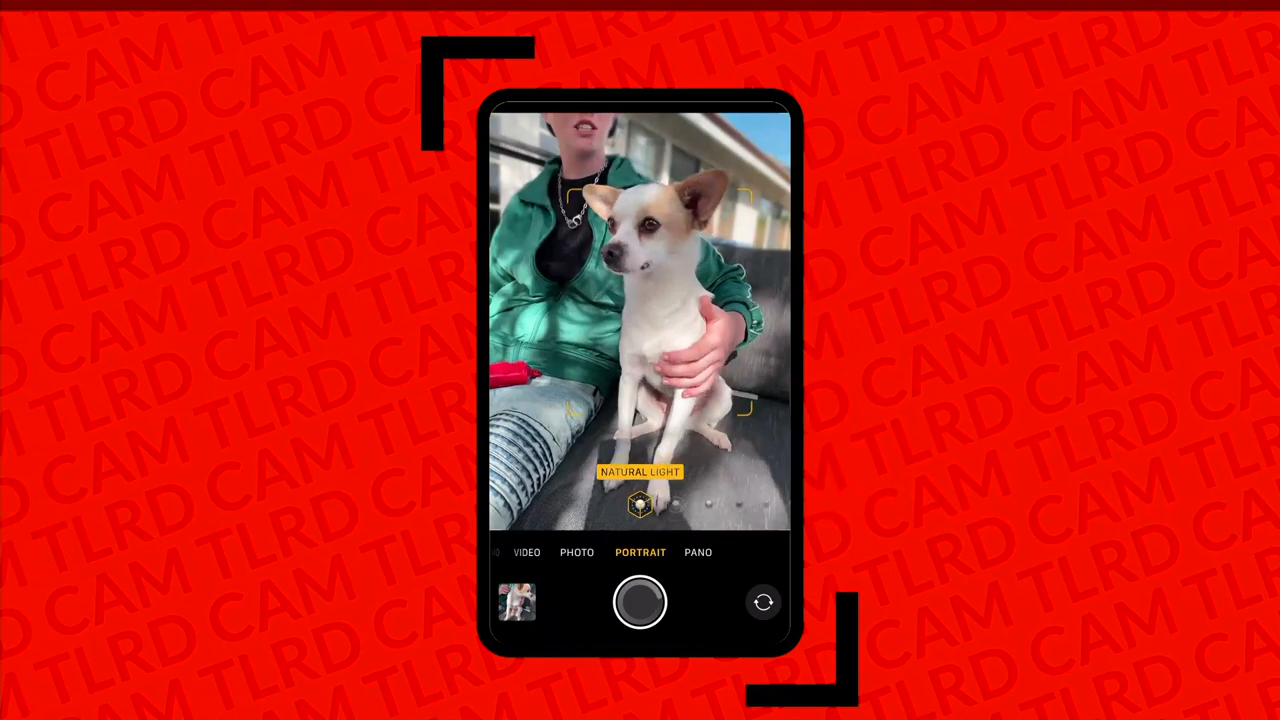 CAM TLRD CAM TLRD CAM TLRD
NATURAL LIGHT
VIDEO PHOTO PORTRAIT PANO